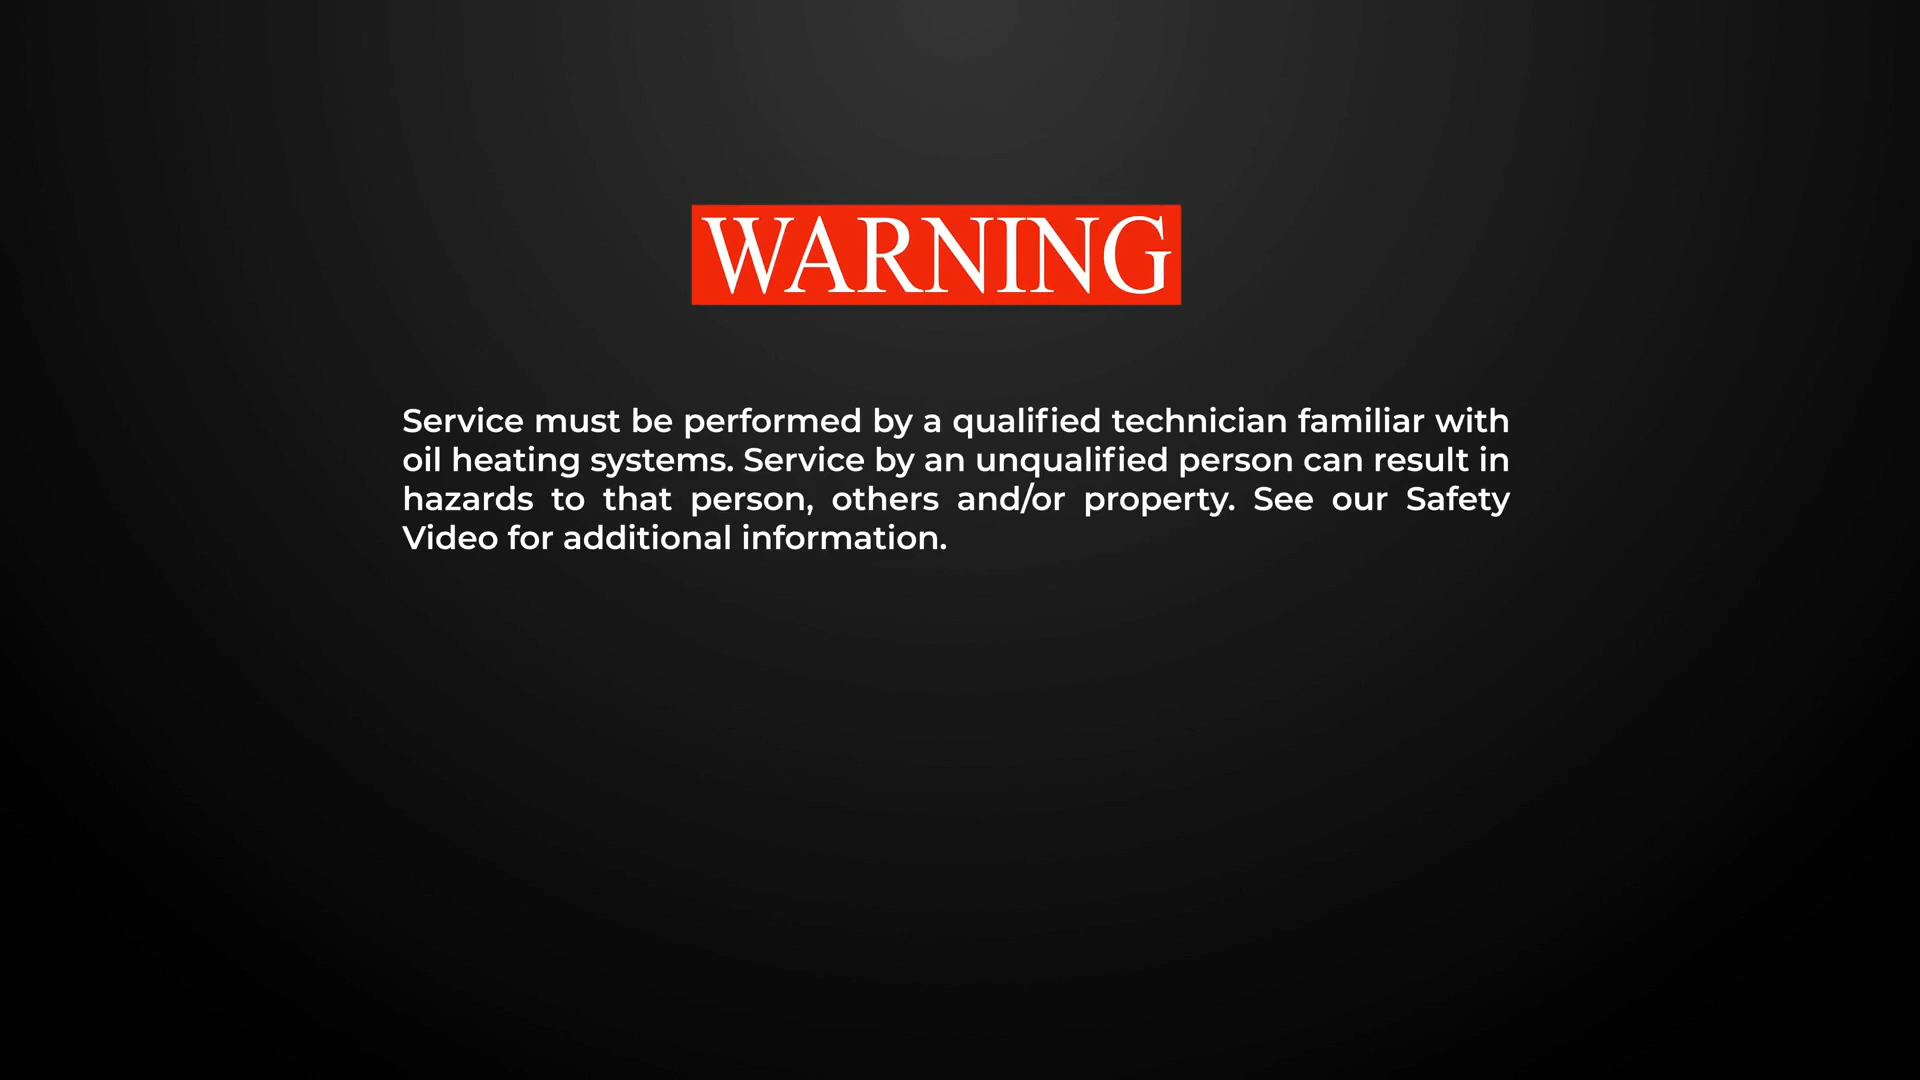 WARNING
Service must be performed by a qualified technician familiar with
oil heating systems. Service by an unqualified person can result in
hazards to that person, others and/or property. See our Safety
Video for additional information.